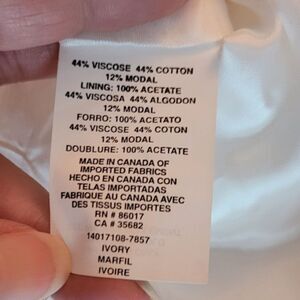 44% VISCOSE 44% COTTON
12% MODAL
LINING: 100% ACETATE
44% VISCOSA 44% ALGODON
12% MODAL
FORRO: 100% ACETATO
44% VISCOSE 44% COTON
12% MODAL
DOUBLURE: 100% ACETATE
MADE IN CANADA OF
IMPORTED FABRICS
HECHO EN CANADA CON
TELAS IMPORTADAS
FABRIQUE AU CANADA AVEC
DES TISSUS IMPORTES
RN # 86017
CA # 35682
14017108-7857
IVORY
MARFIL
IVOIRE